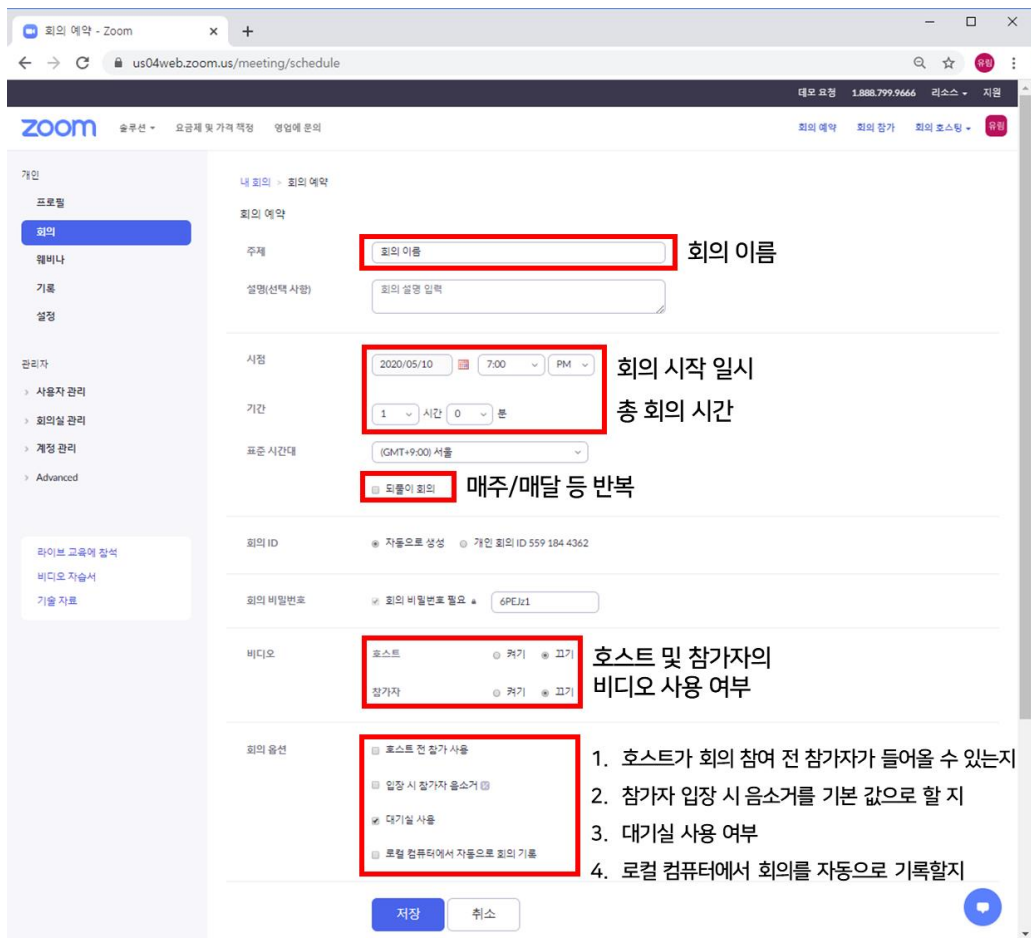 회의 예약 - Zoom
us04web.zoom.us/meeting/schedule
유림
데모 요청 1.888.799.9666 리소스 지원
zoom 솔루션 요금제 및 가격 책정 영업에 문의 회의 예약 회의 참가 회의 호스팅 유림
개인
프로필
회의
웨비나
기록
설정
관리자
사용자 관리
회의실 관리
계정 관리
Advanced
라이브 교육에 참석
비디오 자습서
기술 자료
내 회의 > 회의 예약
회의 예약
주제 회의 이름 회의 이름
설명(선택 사항) 회의 설명 입력
시점 2020/05/10 7:00 PM 회의 시작 일시
기간 1 시간 0 분 총 회의 시간
표준 시간대 (GMT+9:00) 서울
되풀이 회의 매주/매달 등 반복
회의 ID 자동으로 생성 개인 회의 ID 559 184 4362
회의 비밀번호 회의 비밀번호 필요 6PEJz1
비디오 호스트 켜기 끄기 호스트 및 참가자의
참가자 켜기 끄기 비디오 사용 여부
회의 옵션 호스트 전 참가 사용 1. 호스트가 회의 참여 전 참가자가 들어올 수 있는지
입장 시 참가자 음소거 2. 참가자 입장 시 음소거를 기본 값으로 할 지
대기실 사용 3. 대기실 사용 여부
로컬 컴퓨터에서 자동으로 회의 기록 4. 로컬 컴퓨터에서 회의를 자동으로 기록할지
저장 취소